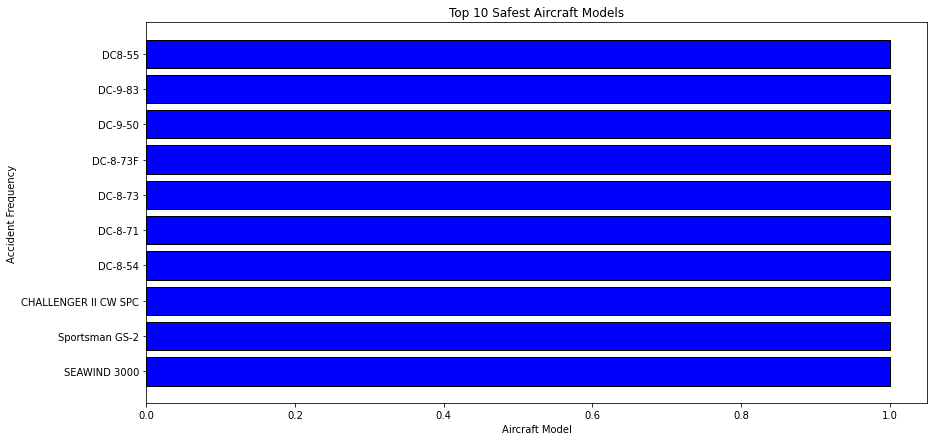 Top 10 Safest Aircraft Models
Accident Frequency
DC8-55
DC-9-83
DC-9-50
DC-8-73F
DC-8-73
DC-8-71
DC-8-54
CHALLENGER II CW SPC
Sportsman GS-2
SEAWIND 3000
0.0 0.2 0.4 0.6 0.8 1.0
Aircraft Model